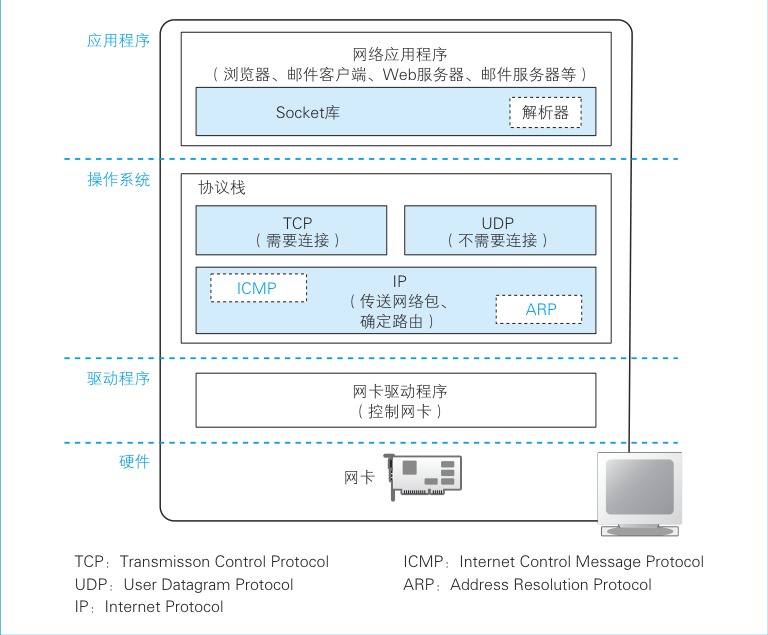 应用程序
网络应用程序
（浏览器、邮件客户端、Web服务器、邮件服务器等）
Socket库
解析器
操作系统
协议栈
TCP
（需要连接）
UDP
（不需要连接）
ICMP
IP
（传送网络包、
确定路由）
ARP
驱动程序
网卡驱动程序
（控制网卡）
硬件
网卡
TCP：Transmisson Control Protocol
UDP：User Datagram Protocol
IP：Internet Protocol
ICMP：Internet Control Message Protocol
ARP：Address Resolution Protocol